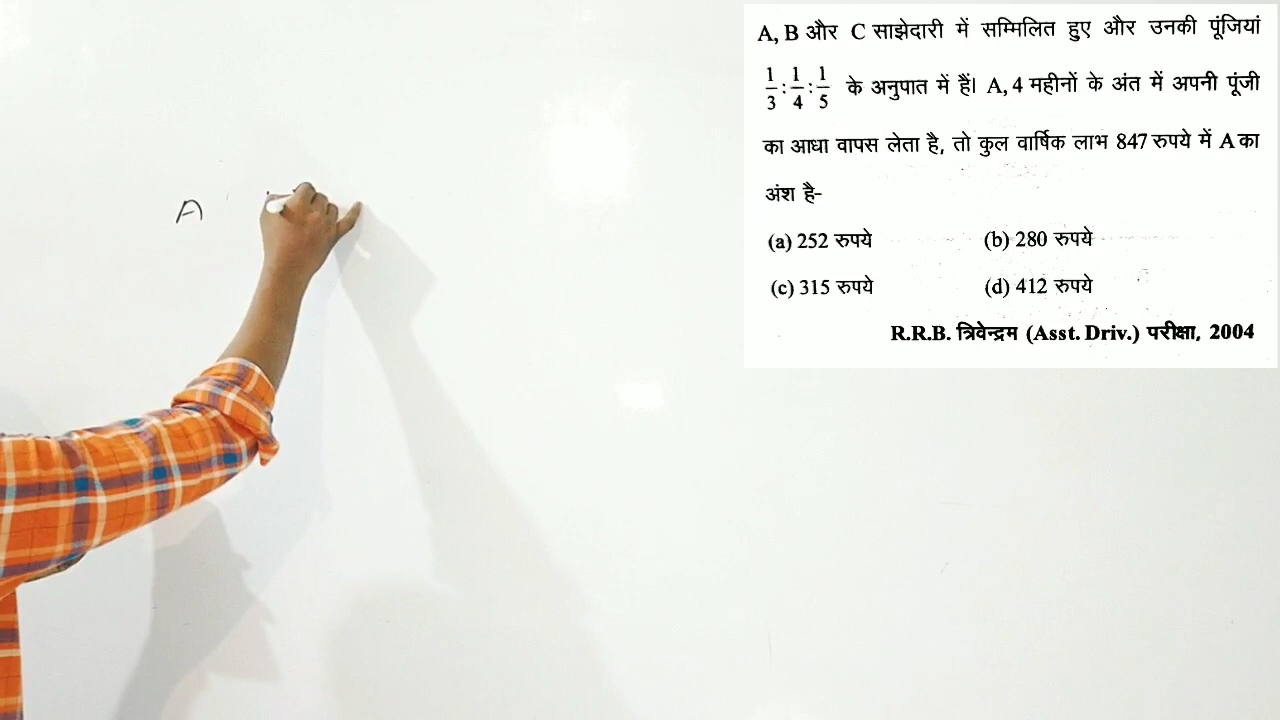 A, B और C साझेदारी में सम्मिलित हुए और उनकी पूंजियां
1/3 : 1/4 : 1/5 के अनुपात में हैं। A, 4 महीनों के अंत में अपनी पूंजी
का आधा वापस लेता है, तो कुल वार्षिक लाभ 847 रुपये में A का
अंश है-
(a) 252 रुपये (b) 280 रुपये
(c) 315 रुपये (d) 412 रुपये
R.R.B. त्रिवेन्द्रम (Asst. Driv.) परीक्षा, 2004
A